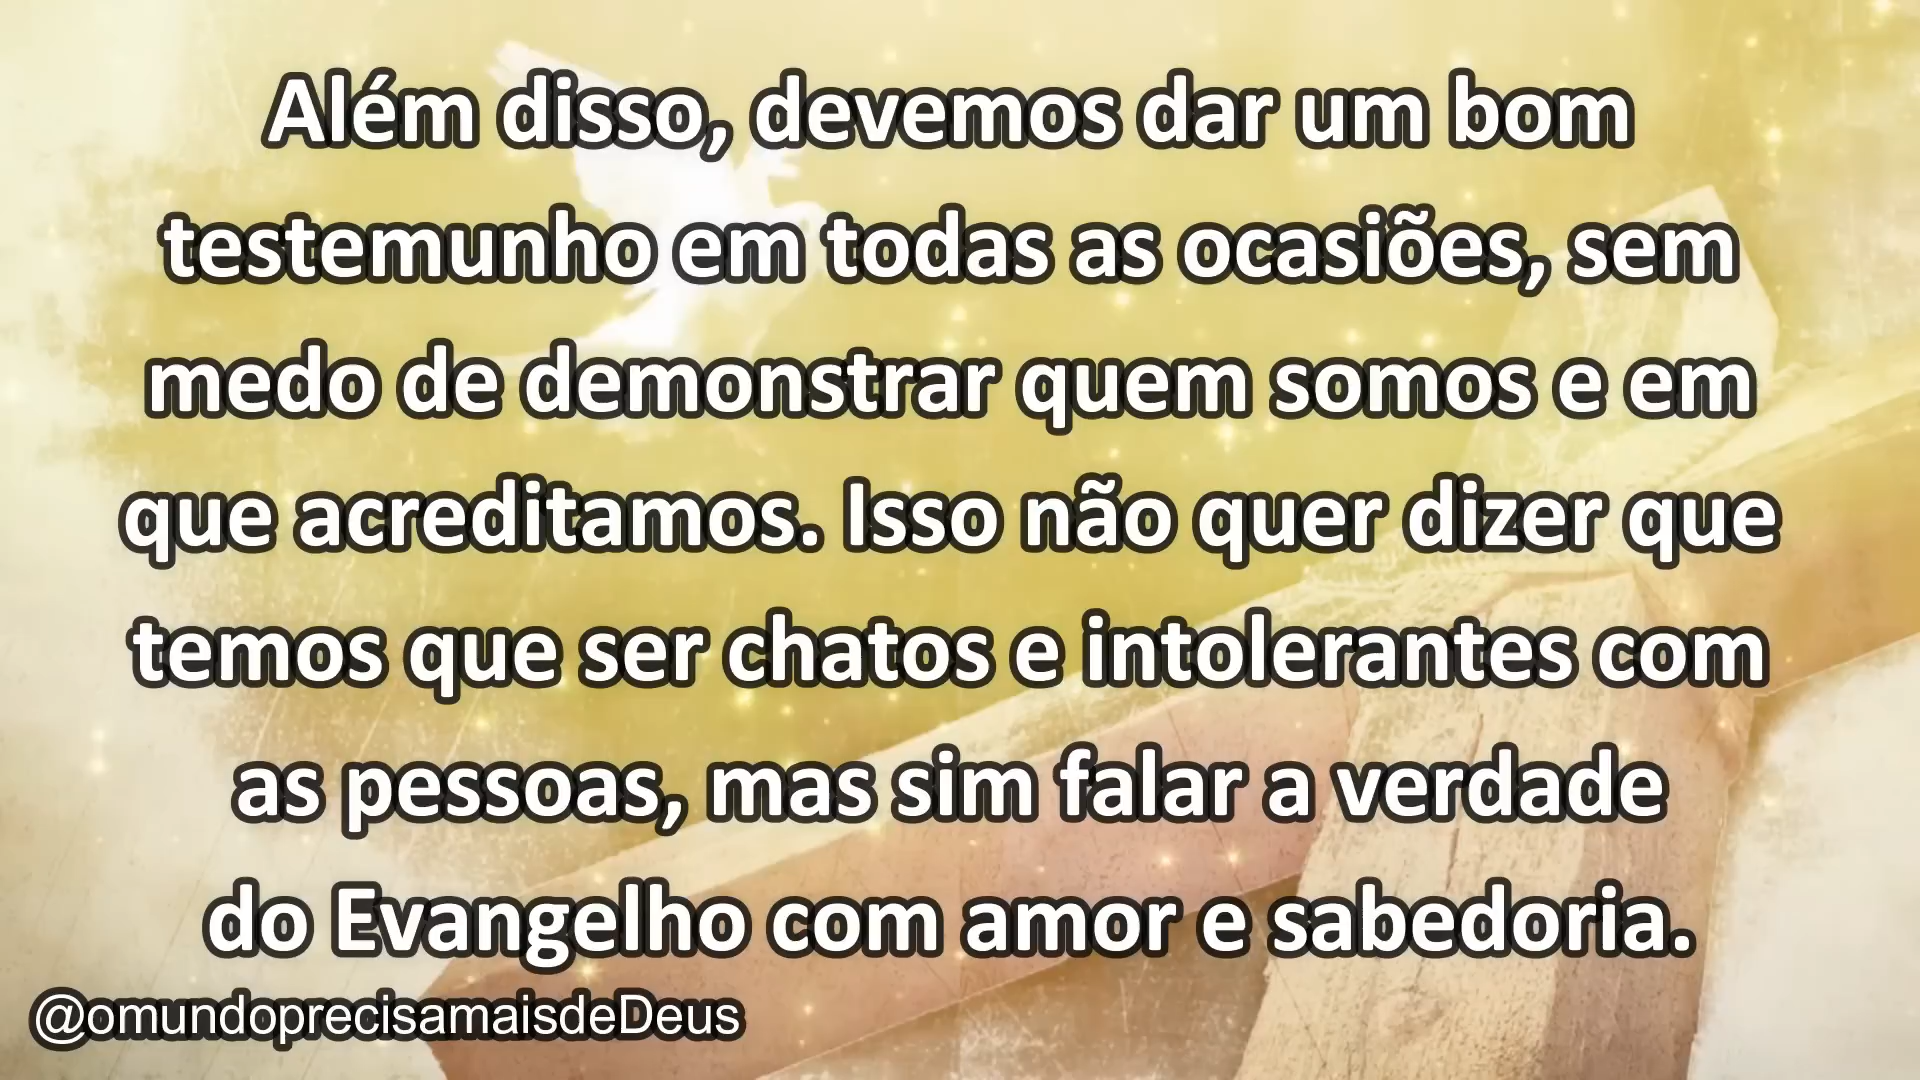 Além disso, devemos dar um bom
testemunho em todas as ocasiões, sem
medo de demonstrar quem somos e em
que acreditamos. Isso não quer dizer que
temos que ser chatos e intolerantes com
as pessoas, mas sim falar a verdade
do Evangelho com amor e sabedoria.
@omundoprecisamaisdeDeus